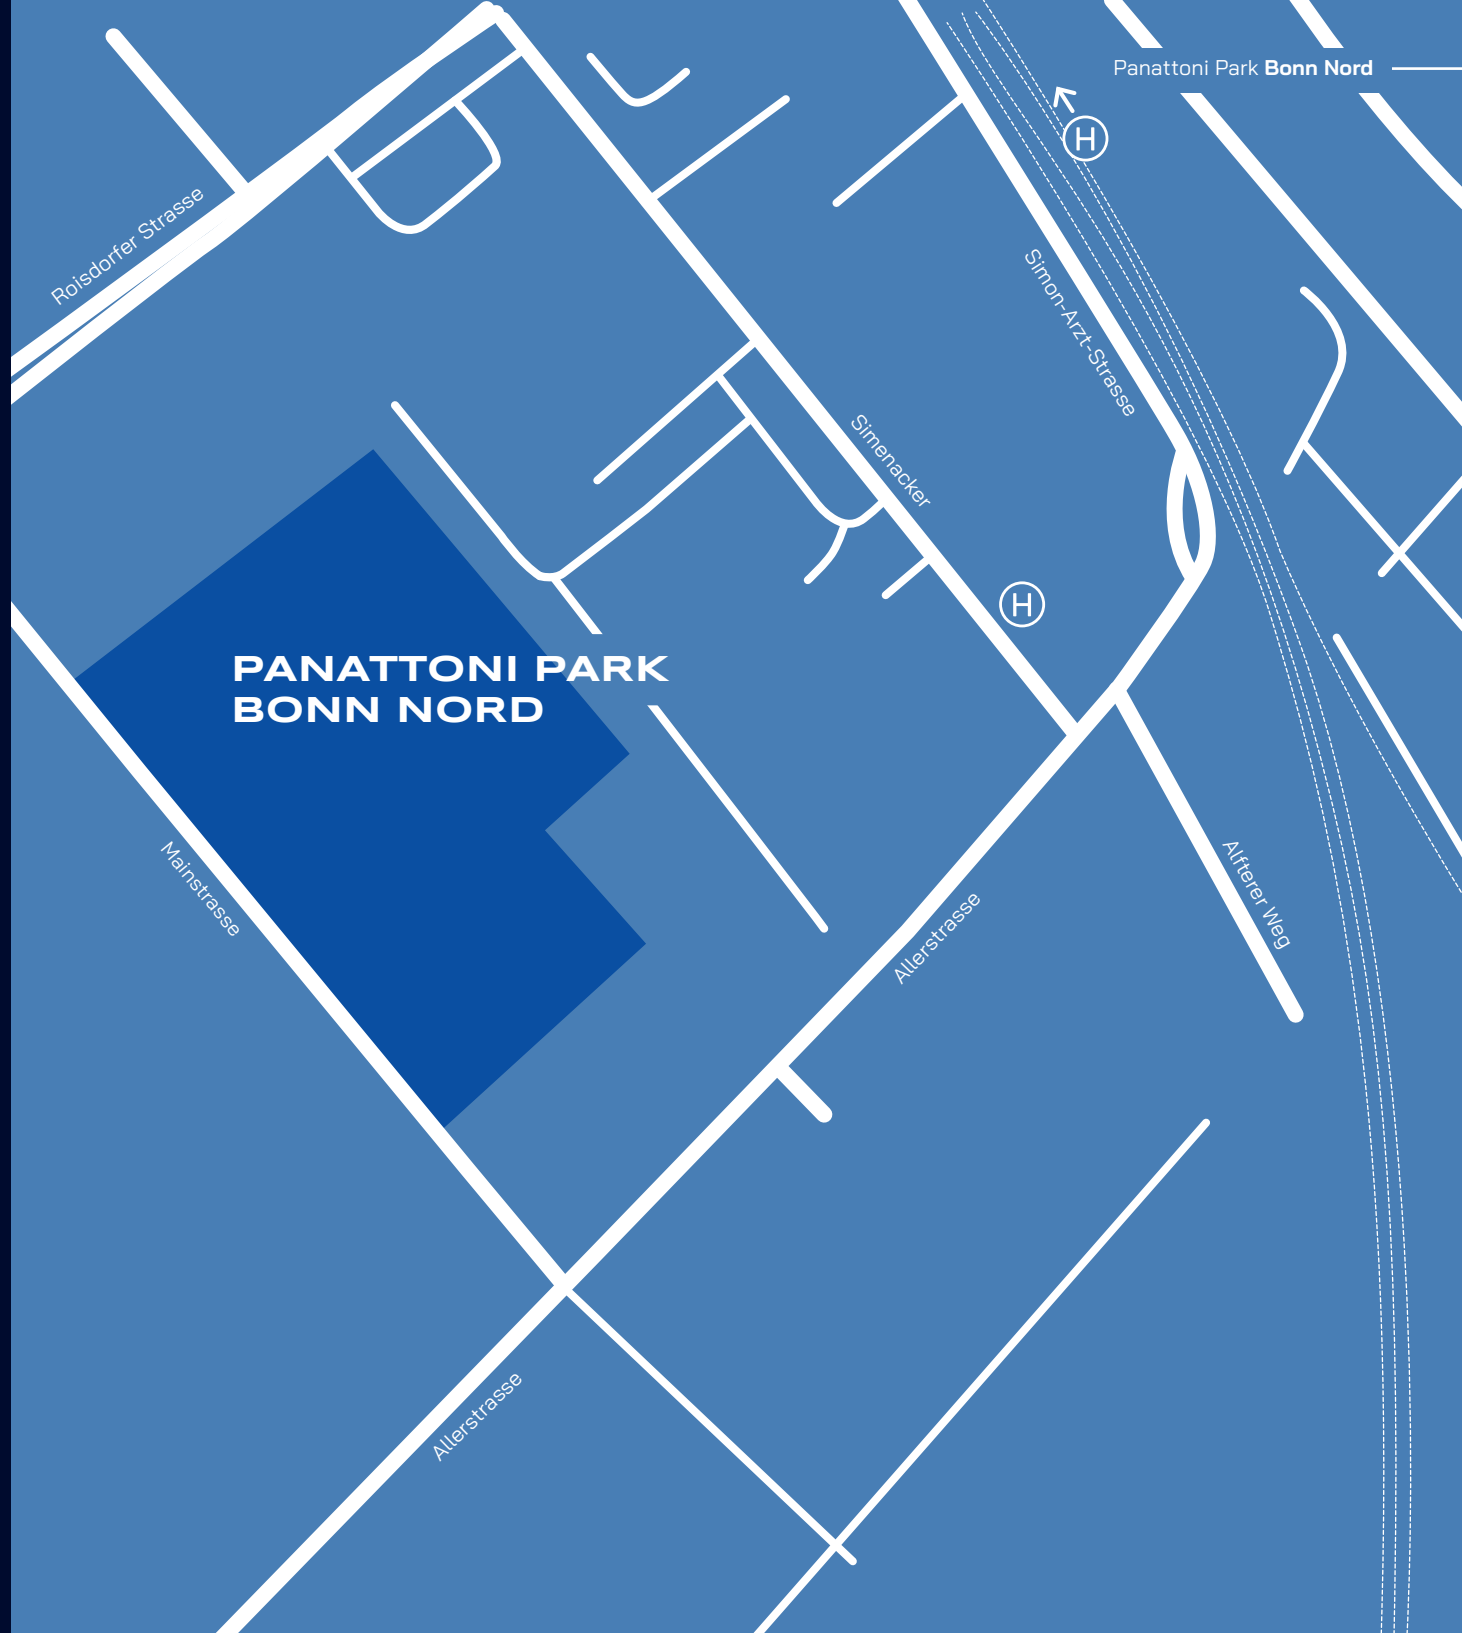 Panattoni Park Bonn Nord
H
Roisdorfer Strasse
Simon-Arzt-Strasse
Simenacker
H
PANATTONI PARK
BONN NORD
Mainstrasse
Alfterer Weg
Allerstrasse
Allerstrasse